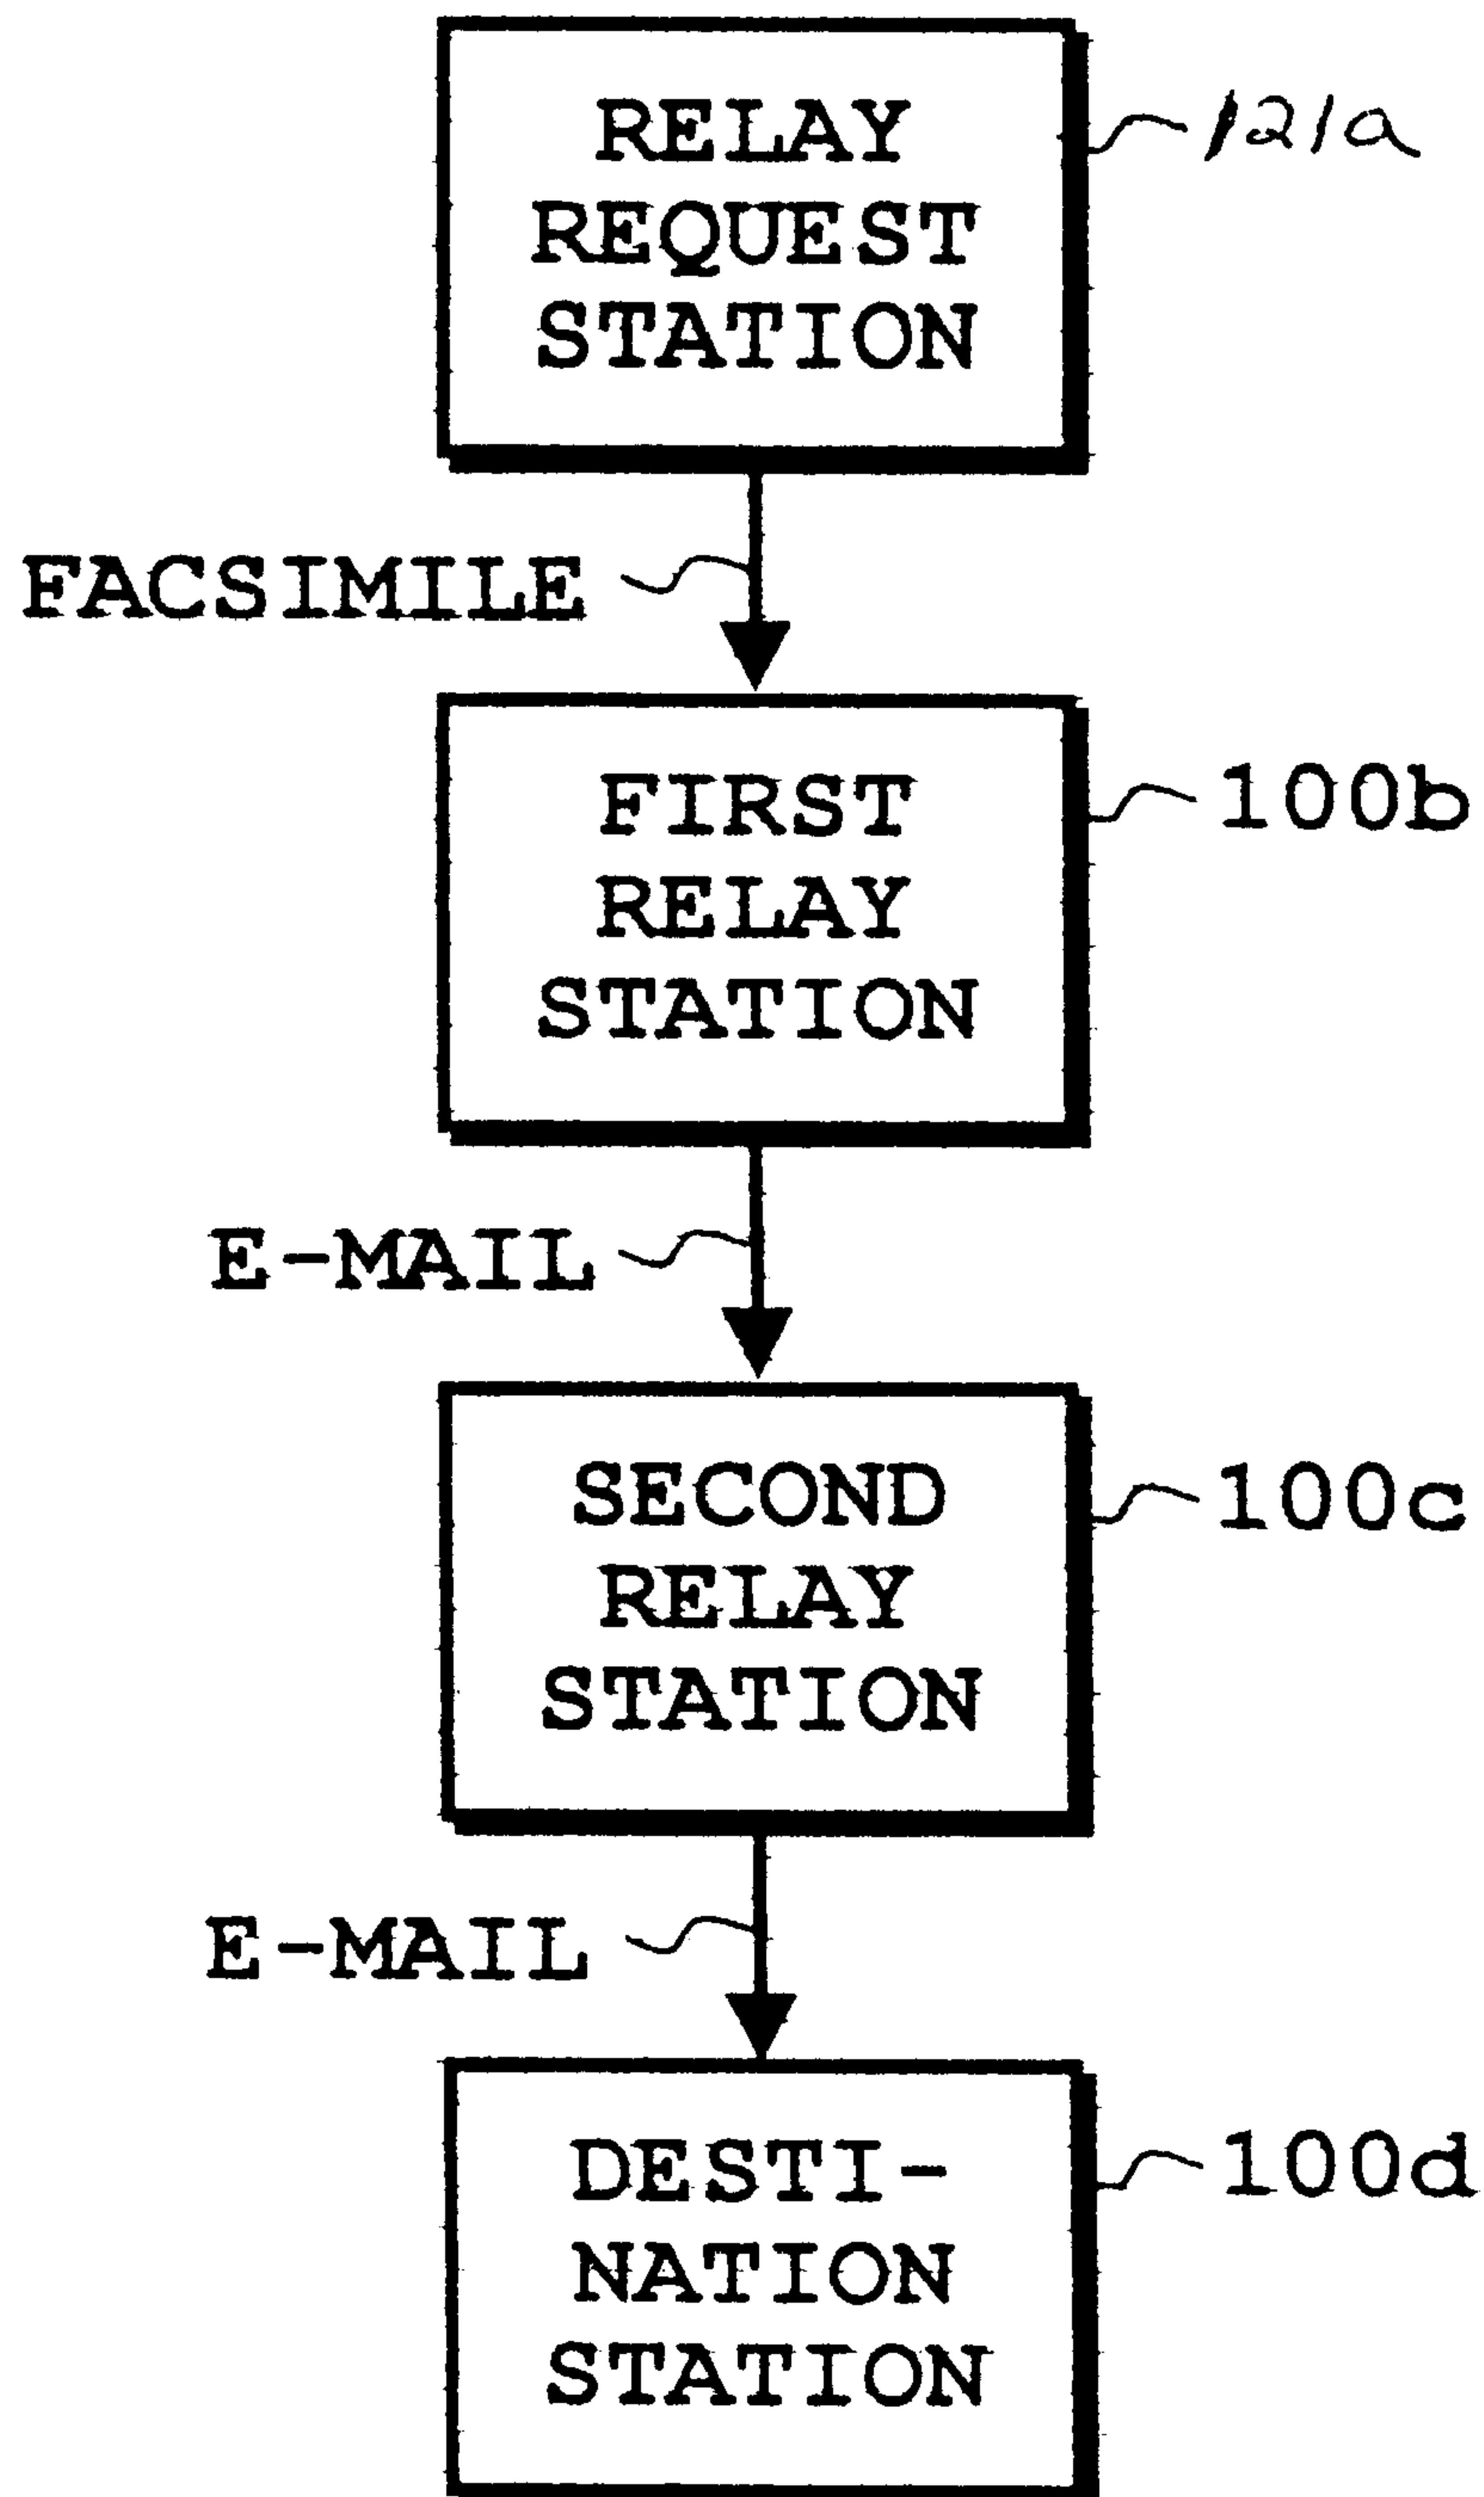 RELAY
REQUEST
STATION
121a
FACSIMILE
FIRST
RELAY
STATION
100b
E-MAIL
SECOND
RELAY
STATION
100c
E-MAIL
DESTI-
NATION
STATION
100d